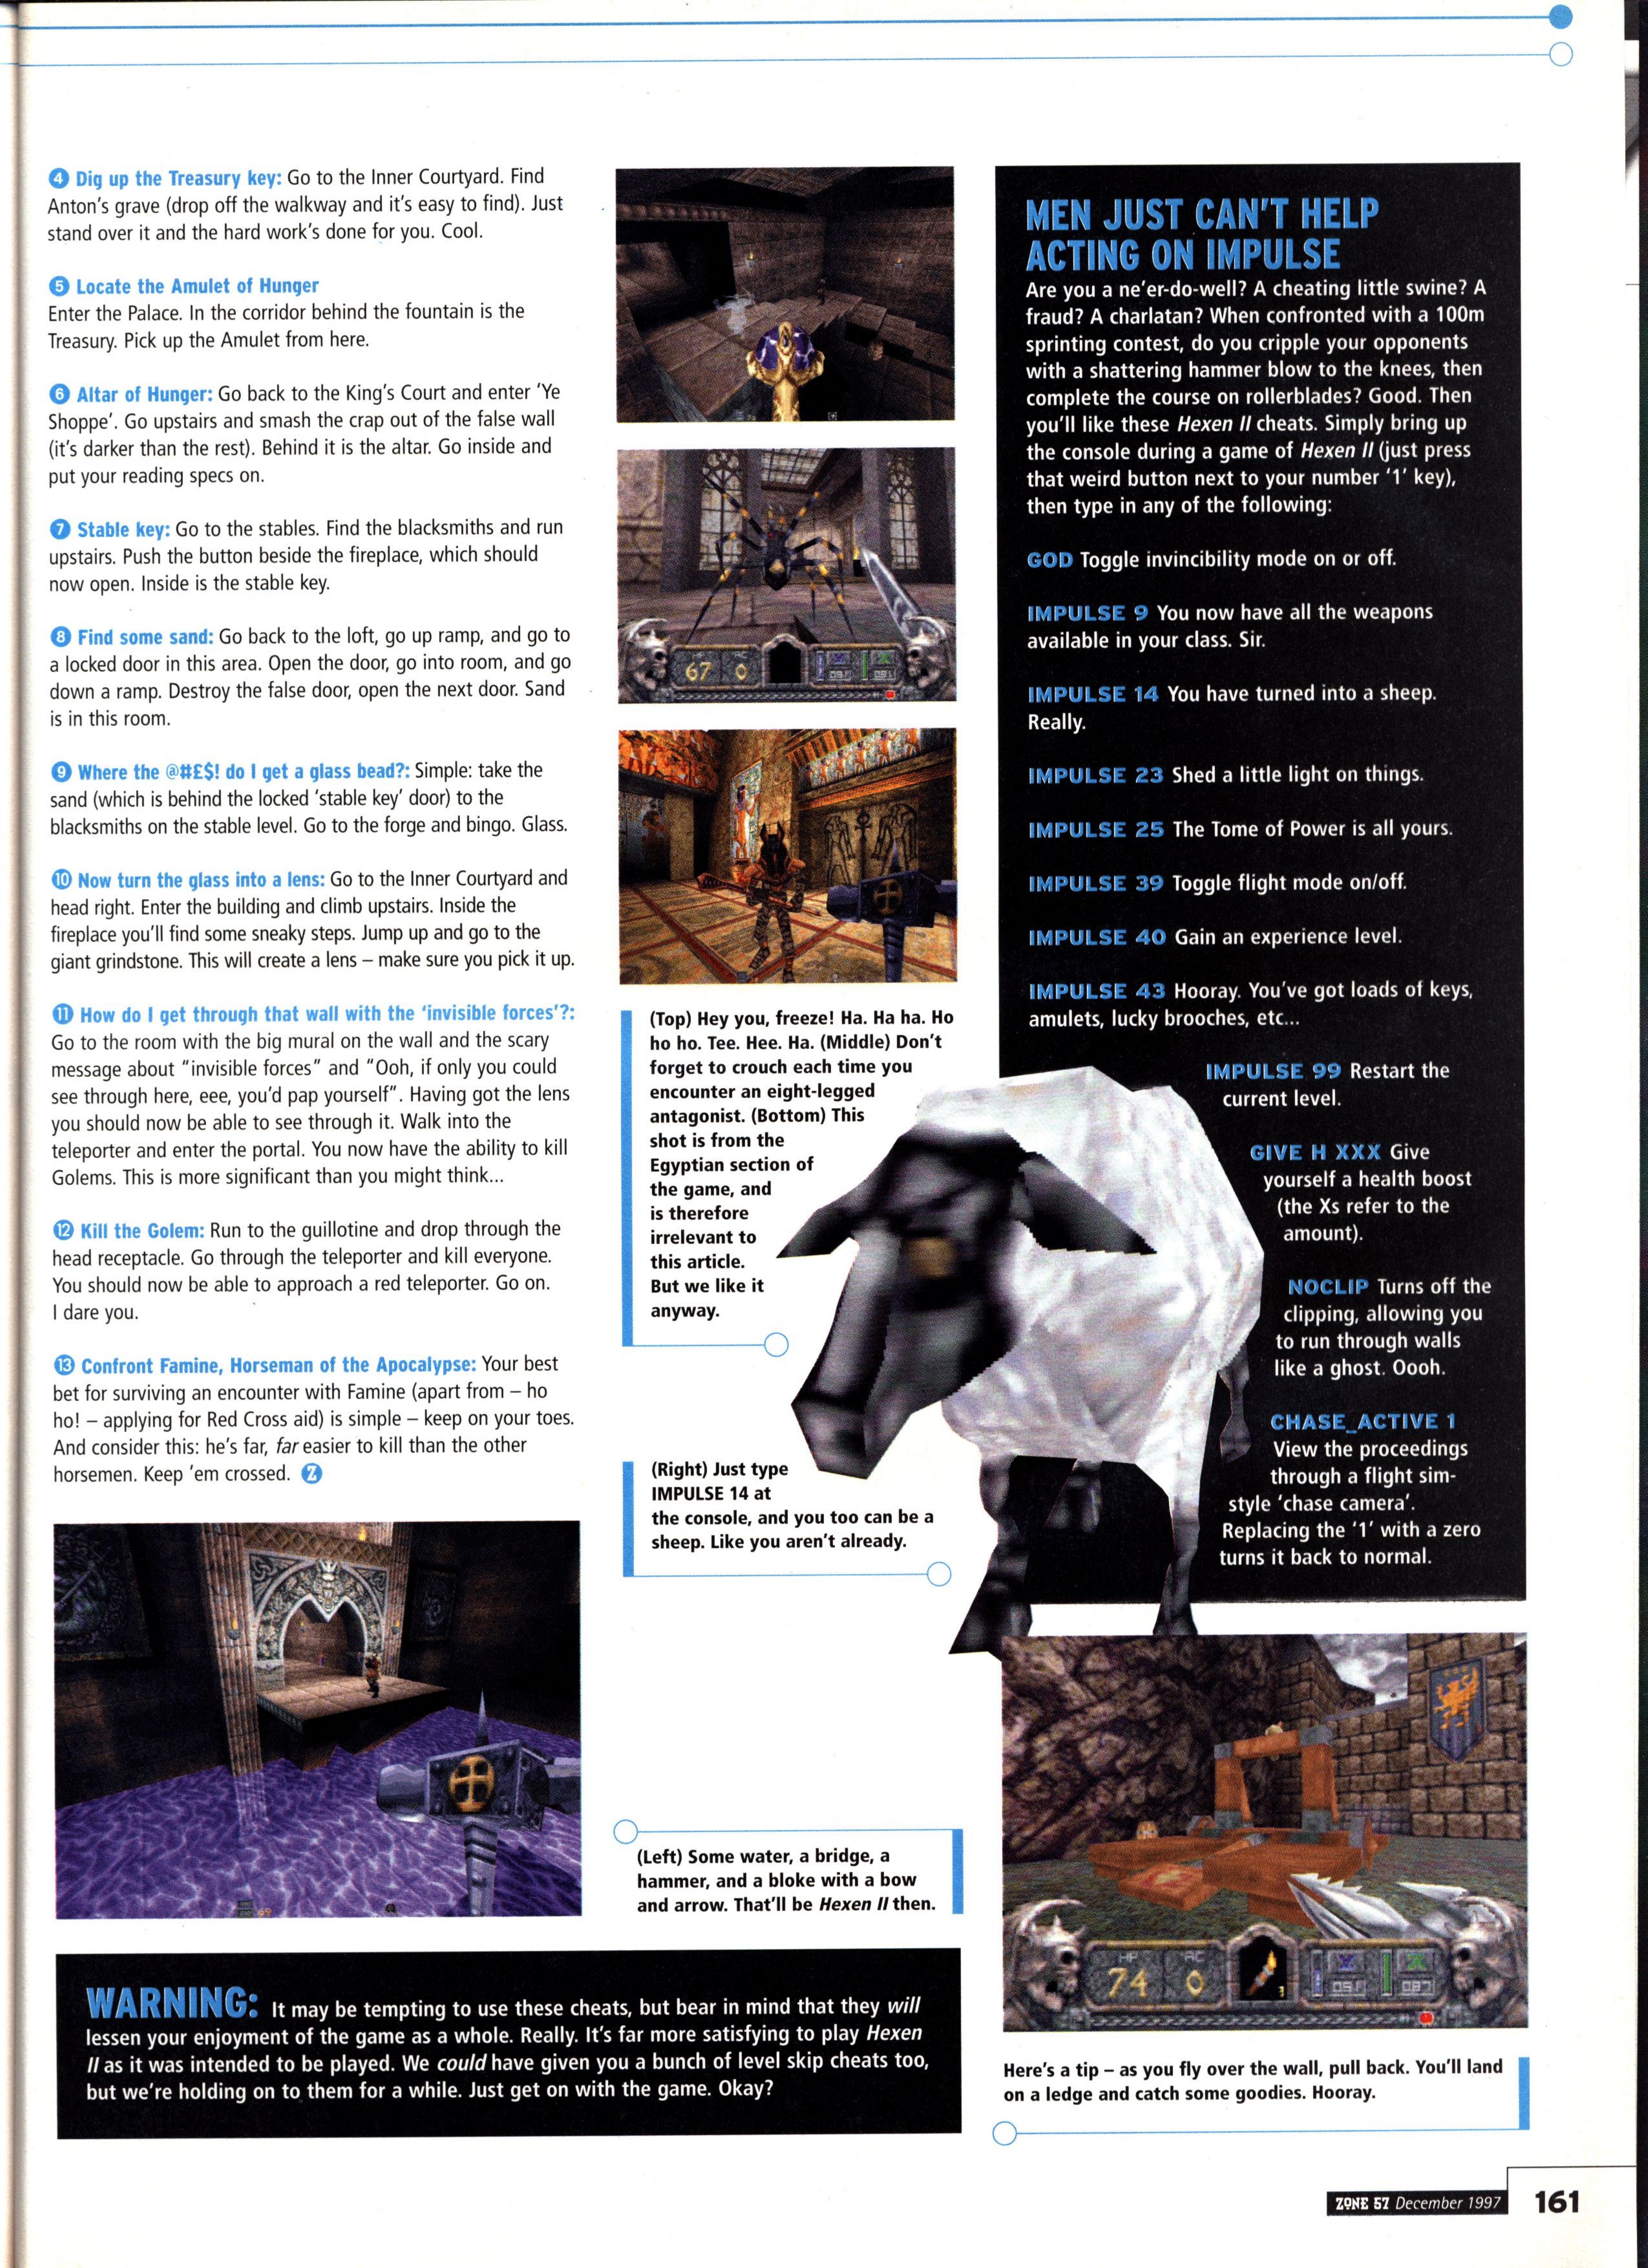 4 Dig up the Treasury key: Go to the Inner Courtyard. Find
Anton's grave (drop off the walkway and it's easy to find). Just
stand over it and the hard work's done for you. Cool.
5 Locate the Amulet of Hunger
Enter the Palace. In the corridor behind the fountain is the
Treasury. Pick up the Amulet from here.
6 Altar of Hunger: Go back to the King's Court and enter 'Ye
Shoppe'. Go upstairs and smash the crap out of the false wall
(it's darker than the rest). Behind it is the altar. Go inside and
put your reading specs on.
7 Stable key: Go to the stables. Find the blacksmiths and run
upstairs. Push the button beside the fireplace, which should
now open. Inside is the stable key.
8 Find some sand: Go back to the loft, go up ramp, and go to
a locked door in this area. Open the door, go into room, and go
down a ramp. Destroy the false door, open the next door. Sand
is in this room.
9 Where the @#£$! do I get a glass bead?: Simple: take the
sand (which is behind the locked 'stable key' door) to the
blacksmiths on the stable level. Go to the forge and bingo. Glass.
10 Now turn the glass into a lens: Go to the Inner Courtyard and
head right. Enter the building and climb upstairs. Inside the
fireplace you'll find some sneaky steps. Jump up and go to the
giant grindstone. This will create a lens – make sure you pick it up.
11 How do I get through that wall with the 'invisible forces'?:
Go to the room with the big mural on the wall and the scary
message about "invisible forces" and "Ooh, if only you could
see through here, eee, you'd pap yourself". Having got the lens
you should now be able to see through it. Walk into the
teleporter and enter the portal. You now have the ability to kill
Golems. This is more significant than you might think...
12 Kill the Golem: Run to the guillotine and drop through the
head receptacle. Go through the teleporter and kill everyone.
You should now be able to approach a red teleporter. Go on.
I dare you.
13 Confront Famine, Horseman of the Apocalypse: Your best
bet for surviving an encounter with Famine (apart from – ho
ho! – applying for Red Cross aid) is simple – keep on your toes.
And consider this: he's far, far easier to kill than the other
horsemen. Keep 'em crossed. Z
67 0
(Top) Hey you, freeze! Ha. Ha ha. Ho
ho ho. Tee. Hee. Ha. (Middle) Don't
forget to crouch each time you
encounter an eight-legged
antagonist. (Bottom) This
shot is from the
Egyptian section of
the game, and
is therefore
irrelevant to
this article.
But we like it
anyway.
(Right) Just type
IMPULSE 14 at
the console, and you too can be a
sheep. Like you aren't already.
(Left) Some water, a bridge, a
hammer, and a bloke with a bow
and arrow. That'll be Hexen II then.
WARNING: It may be tempting to use these cheats, but bear in mind that they will
lessen your enjoyment of the game as a whole. Really. It's far more satisfying to play Hexen
II as it was intended to be played. We could have given you a bunch of level skip cheats too,
but we're holding on to them for a while. Just get on with the game. Okay?
MEN JUST CAN'T HELP
ACTING ON IMPULSE
Are you a ne'er-do-well? A cheating little swine? A
fraud? A charlatan? When confronted with a 100m
sprinting contest, do you cripple your opponents
with a shattering hammer blow to the knees, then
complete the course on rollerblades? Good. Then
you'll like these Hexen II cheats. Simply bring up
the console during a game of Hexen II (just press
that weird button next to your number '1' key),
then type in any of the following:
GOD Toggle invincibility mode on or off.
IMPULSE 9 You now have all the weapons
available in your class. Sir.
IMPULSE 14 You have turned into a sheep.
Really.
IMPULSE 23 Shed a little light on things.
IMPULSE 25 The Tome of Power is all yours.
IMPULSE 39 Toggle flight mode on/off.
IMPULSE 40 Gain an experience level.
IMPULSE 43 Hooray. You've got loads of keys,
amulets, lucky brooches, etc...
IMPULSE 99 Restart the
current level.
GIVE H XXX Give
yourself a health boost
(the Xs refer to the
amount).
NOCLIP Turns off the
clipping, allowing you
to run through walls
like a ghost. Oooh.
CHASE_ACTIVE 1
View the proceedings
through a flight sim-
style 'chase camera'.
Replacing the '1' with a zero
turns it back to normal.
HP AC
74 0 051 087
Here's a tip – as you fly over the wall, pull back. You'll land
on a ledge and catch some goodies. Hooray.
ZONE 57 December 1997 161